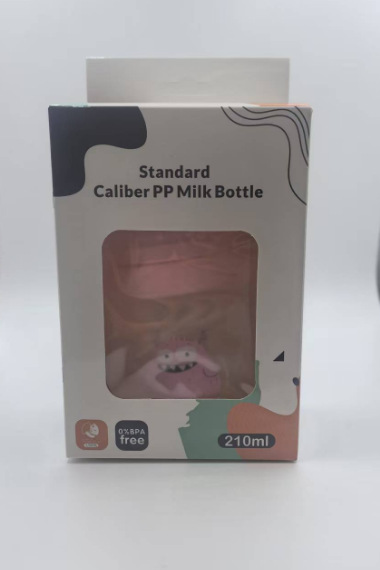 Standard
Caliber PP Milk Bottle
0%BPA
free
210ml